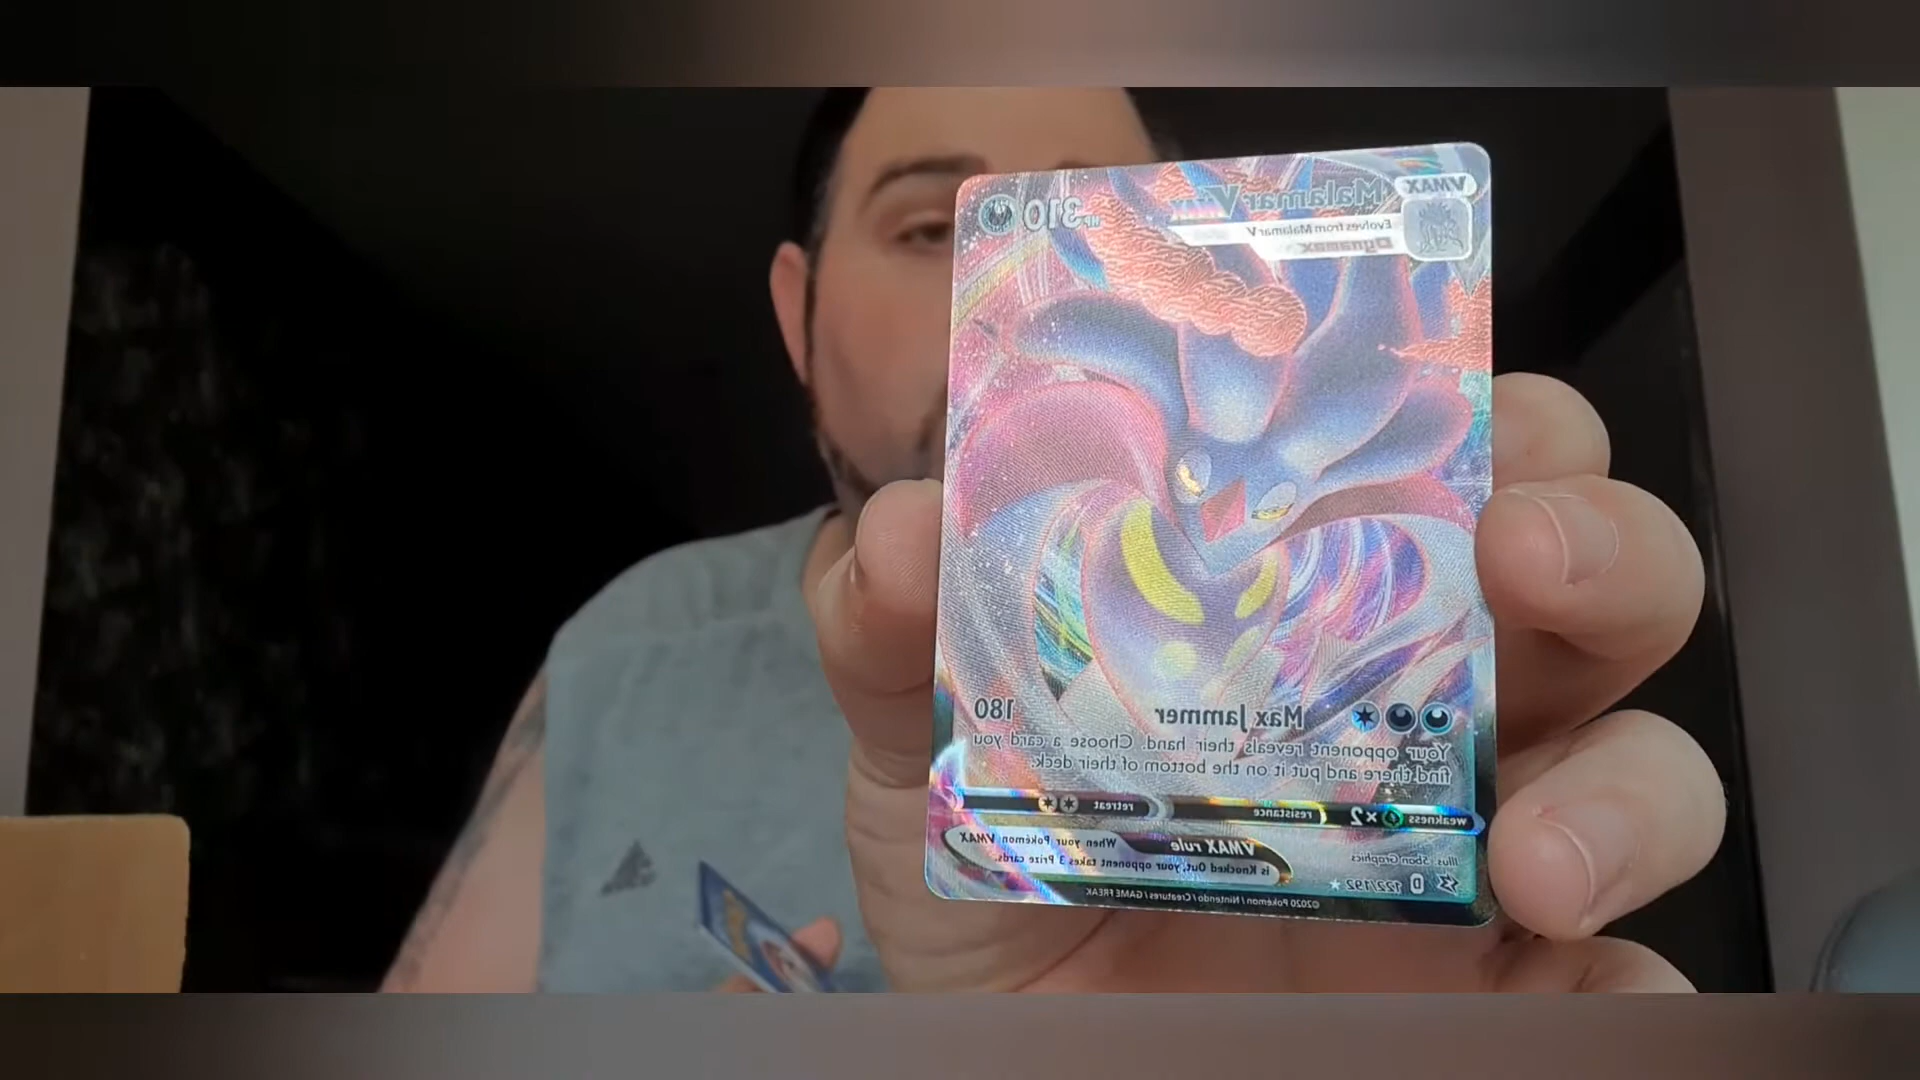 VMAX
Malamar VMAX HP 310
Evolves from Malamar V
Dynamax
Max Jammer 180
Your opponent reveals their hand. Choose a card you
find there and put it on the bottom of their deck.
weakness ×2 resistance retreat
VMAX rule When your Pokémon VMAX
is Knocked Out, your opponent takes 3 Prize cards.
Illus. 5ban Graphics
D 122/192 ★
©2020 Pokémon / Nintendo / Creatures / GAME FREAK